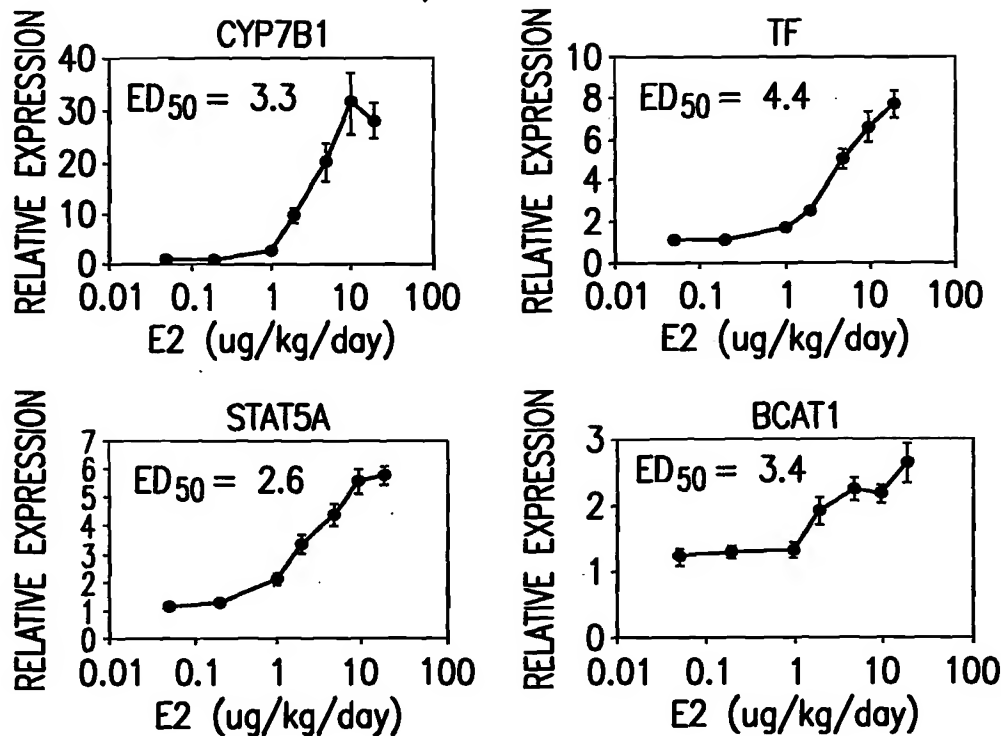 CYP7B1
RELATIVE EXPRESSION
40
30
20
10
0
ED50 = 3.3
0.01 0.1 1 10 100
E2 (ug/kg/day)
TF
RELATIVE EXPRESSION
10
8
6
4
2
0
ED50 = 4.4
0.01 0.1 1 10 100
E2 (ug/kg/day)
STAT5A
RELATIVE EXPRESSION
7
6
5
4
3
2
1
0
ED50 = 2.6
0.01 0.1 1 10 100
E2 (ug/kg/day)
BCAT1
RELATIVE EXPRESSION
3
2
1
0
ED50 = 3.4
0.01 0.1 1 10 100
E2 (ug/kg/day)